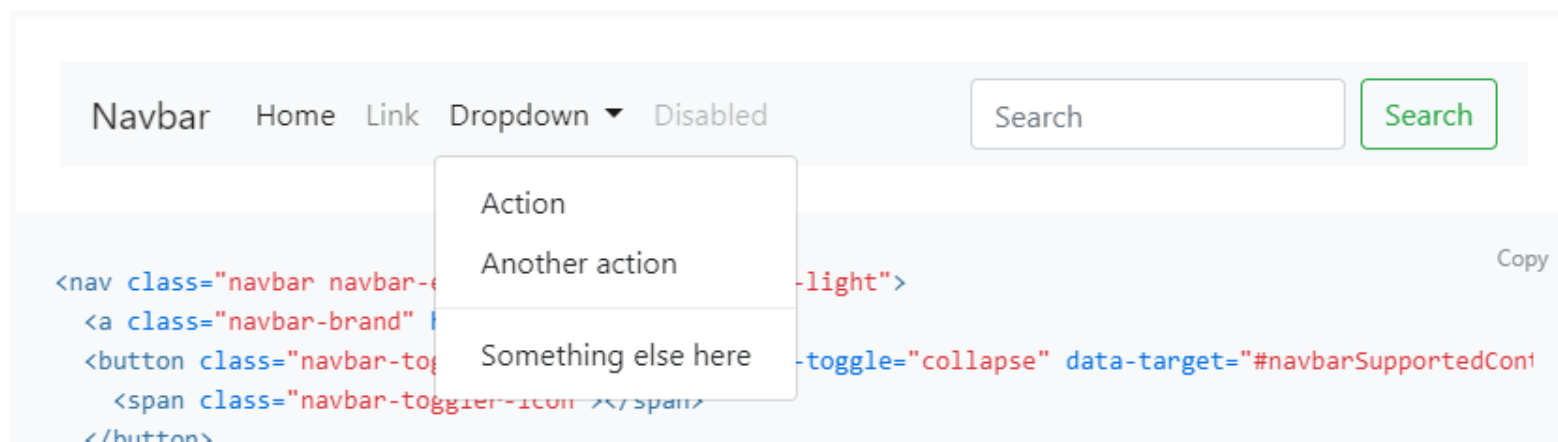 Navbar Home Link Dropdown Disabled Search Search
Action
Another action
Something else here
Copy
<nav class="navbar navbar- -light">
<a class="navbar-brand"
<button class="navbar-tog -toggle="collapse" data-target="#navbarSupportedCont
<span class="navbar-toggler-icon"></span>
</button>